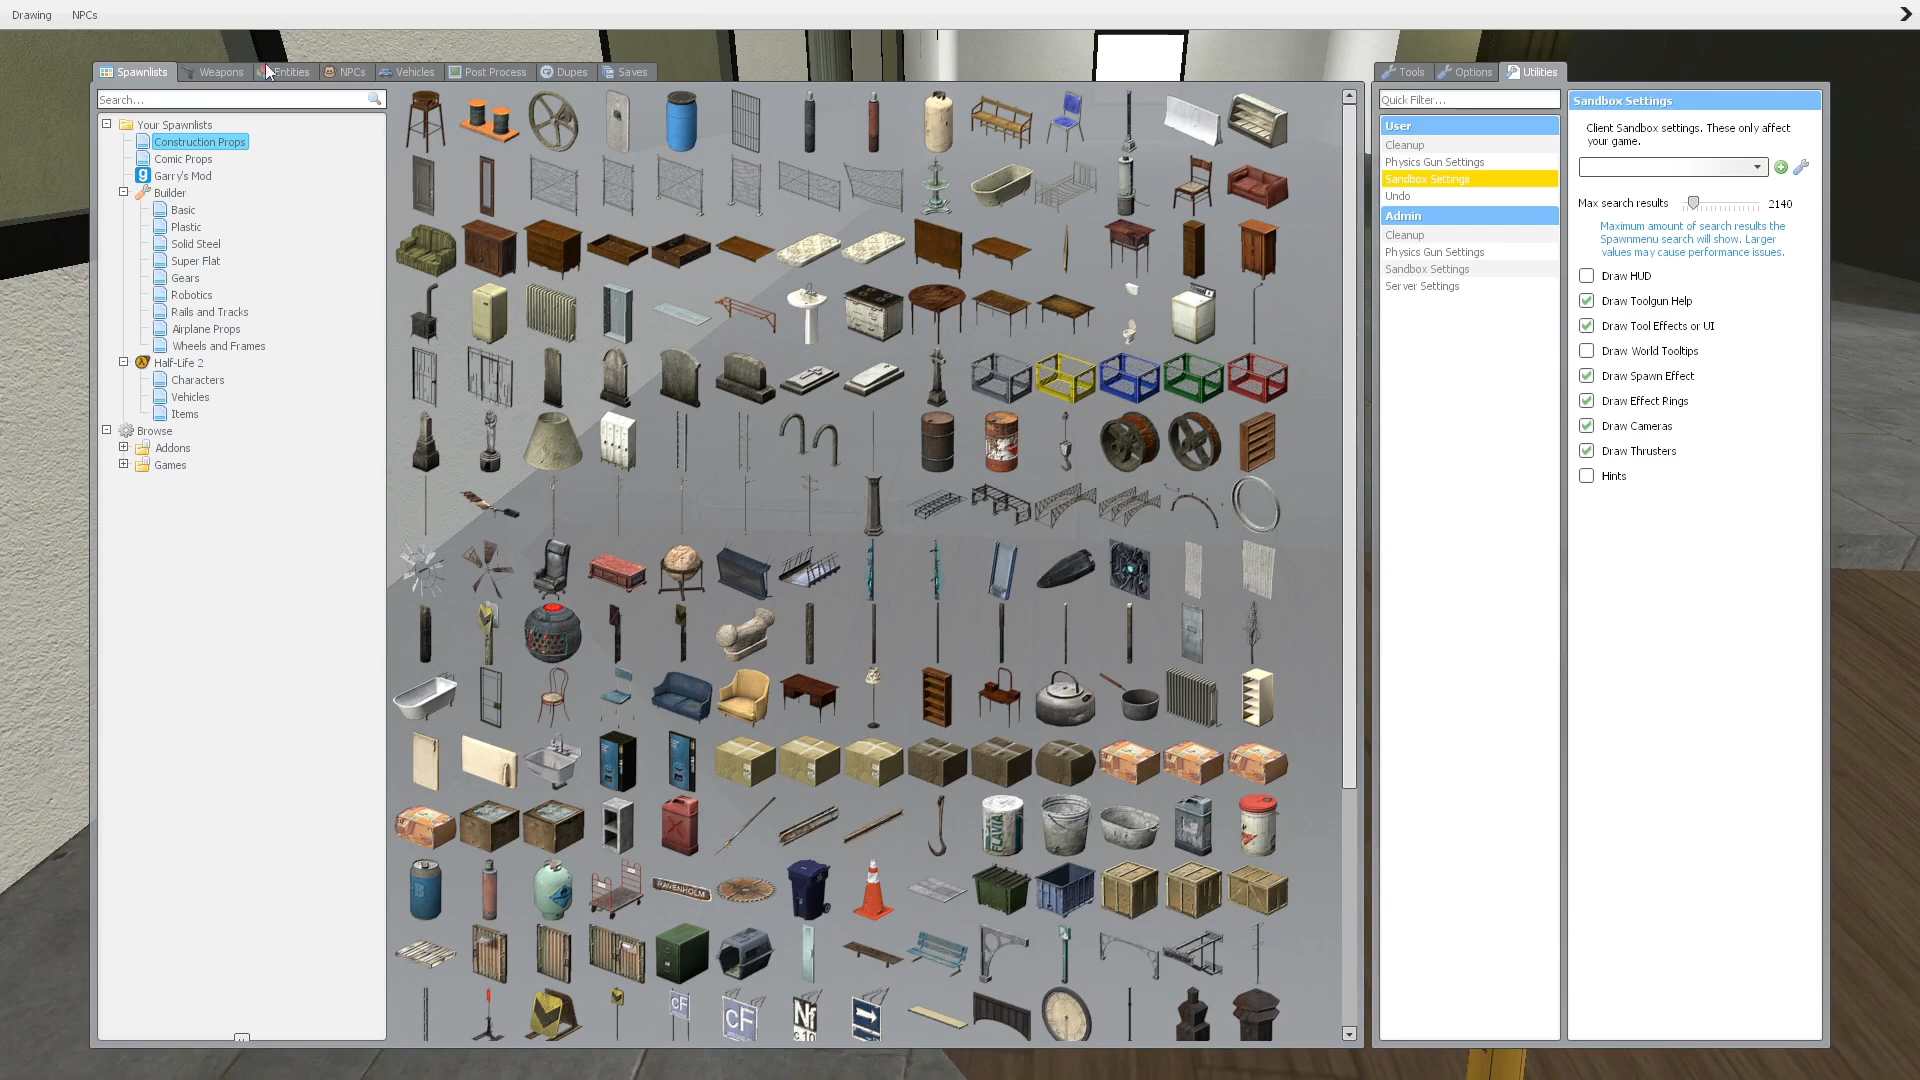 Drawing NPCs
Spawnlists Weapons Entities NPCs Vehicles Post Process Dupes Saves
Search...
Your Spawnlists
Construction Props
Comic Props
Garry's Mod
Builder
Basic
Plastic
Solid Steel
Super Flat
Gears
Robotics
Rails and Tracks
Airplane Props
Wheels and Frames
Half-Life 2
Characters
Vehicles
Items
Browse
Addons
Games
RAVENHOLM
cF
cF
Nf
Tools Options Utilities
Quick Filter...
User
Cleanup
Physics Gun Settings
Sandbox Settings
Undo
Admin
Cleanup
Physics Gun Settings
Sandbox Settings
Server Settings
Sandbox Settings
Client Sandbox settings. These only affect
your game.
Max search results 2140
Maximum amount of search results the
Spawnmenu search will show. Larger
values may cause performance issues.
Draw HUD
Draw Toolgun Help
Draw Tool Effects or UI
Draw World Tooltips
Draw Spawn Effect
Draw Effect Rings
Draw Cameras
Draw Thrusters
Hints